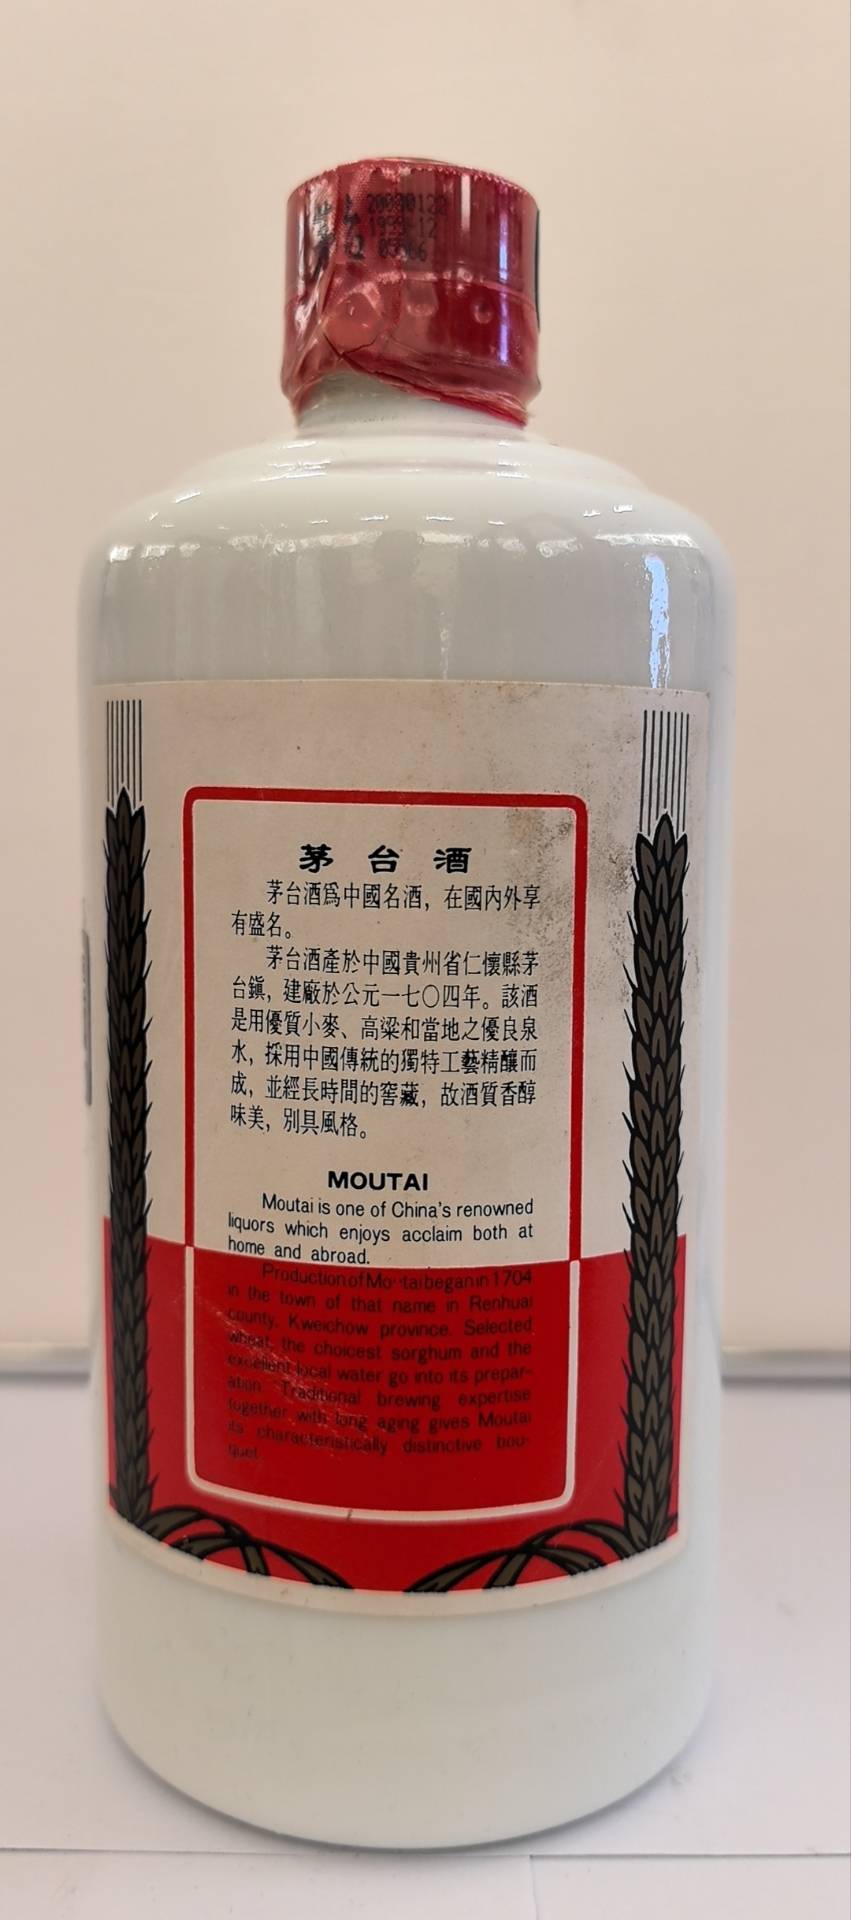 茅台
20000122
1999-12
05566
茅台酒
茅台酒爲中國名酒，在國內外享
有盛名。
茅台酒產於中國貴州省仁懷縣茅
台鎮，建廠於公元一七〇四年。該酒
是用優質小麥、高粱和當地之優良泉
水，採用中國傳統的獨特工藝精釀而
成，並經長時間的窖藏，故酒質香醇
味美，別具風格。
MOUTAI
Moutai is one of China's renowned
liquors which enjoys acclaim both at
home and abroad.
Production of Moutai began in 1704
in the town of that name in Renhuai
county, Kweichow province. Selected
wheat, the choicest sorghum and the
excellent local water go into its prepar-
ation. Traditional brewing expertise
together with long aging gives Moutai
its characteristically distinctive bou-
quet.